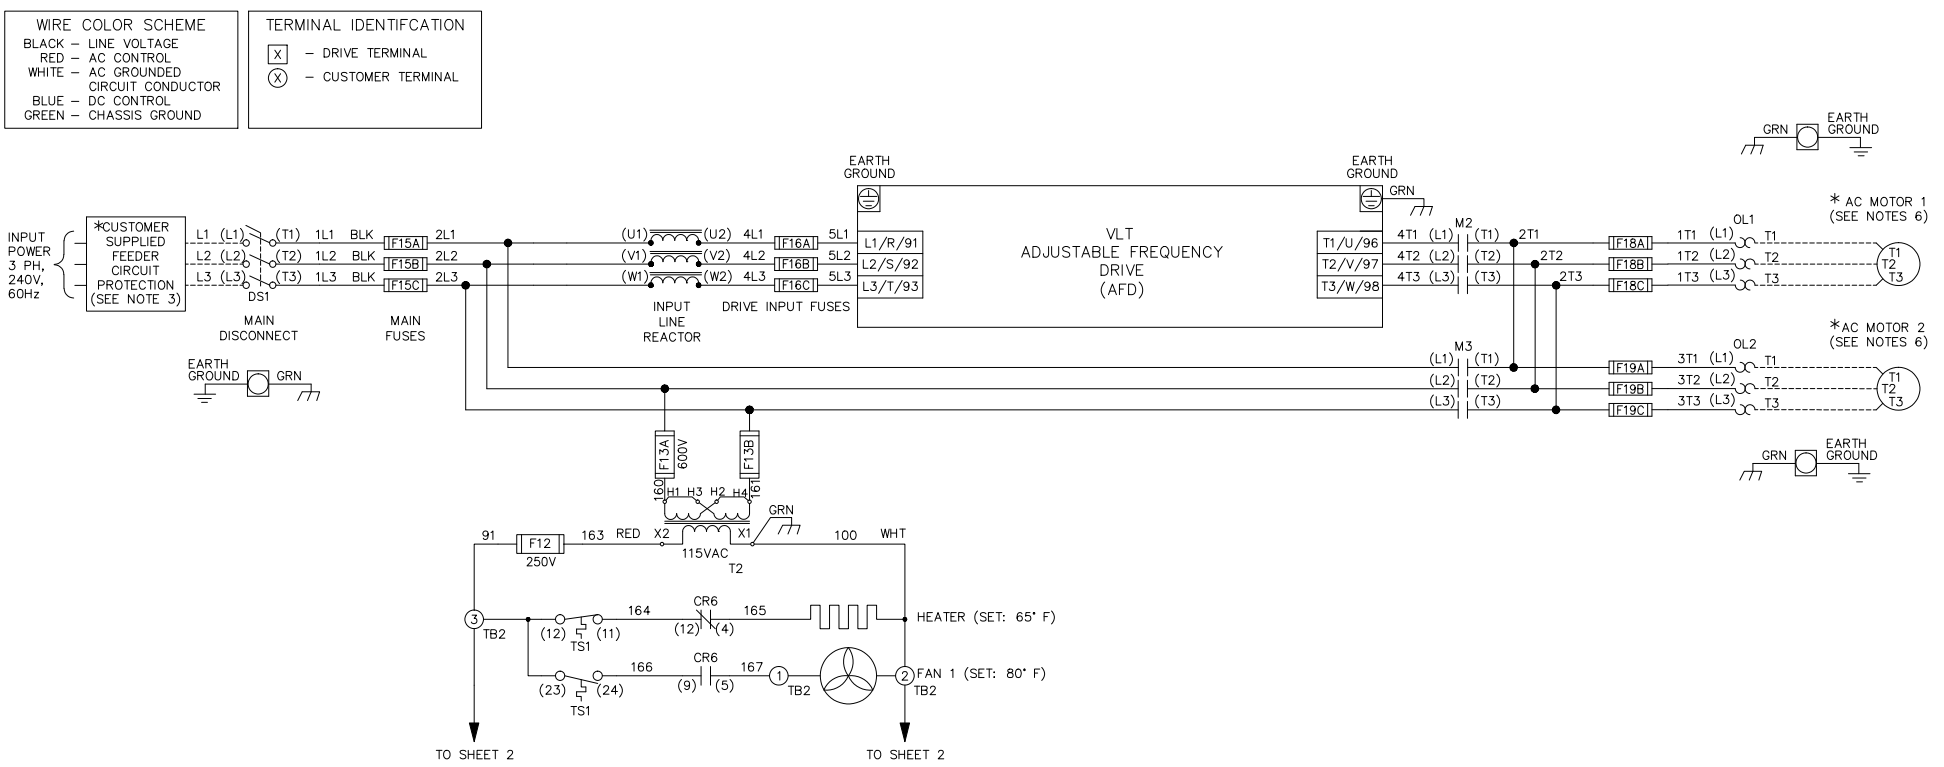 WIRE COLOR SCHEME
BLACK – LINE VOLTAGE
RED – AC CONTROL
WHITE – AC GROUNDED
CIRCUIT CONDUCTOR
BLUE – DC CONTROL
GREEN – CHASSIS GROUND
TERMINAL IDENTIFCATION
X – DRIVE TERMINAL
X – CUSTOMER TERMINAL
GRN
EARTH
GROUND
EARTH
GROUND
EARTH
GROUND
GRN
INPUT
POWER
3 PH,
240V,
60Hz
*CUSTOMER
SUPPLIED
FEEDER
CIRCUIT
PROTECTION
(SEE NOTE 3)
L1 (L1) (T1) 1L1 BLK F15A 2L1
L2 (L2) (T2) 1L2 BLK F15B 2L2
L3 (L3) (T3) 1L3 BLK F15C 2L3
DS1
MAIN
DISCONNECT
MAIN
FUSES
(U1) (U2) 4L1 F16A 5L1 L1/R/91
(V1) (V2) 4L2 F16B 5L2 L2/S/92
(W1) (W2) 4L3 F16C 5L3 L3/T/93
INPUT
LINE
REACTOR
DRIVE INPUT FUSES
VLT
ADJUSTABLE FREQUENCY
DRIVE
(AFD)
M2
T1/U/96 4T1 (L1) (T1) 2T1 F18A 1T1 (L1) T1
T2/V/97 4T2 (L2) (T2) 2T2 F18B 1T2 (L2) T2
T3/W/98 4T3 (L3) (T3) 2T3 F18C 1T3 (L3) T3
OL1
* AC MOTOR 1
(SEE NOTES 6)
T1
T2
T3
EARTH
GROUND
GRN
M3
(L1) (T1) F19A 3T1 (L1) T1
(L2) (T2) F19B 3T2 (L2) T2
(L3) (T3) F19C 3T3 (L3) T3
OL2
* AC MOTOR 2
(SEE NOTES 6)
T1
T2
T3
GRN
EARTH
GROUND
F13A
600V
F13B
160
H1 H3 H2 H4
161
GRN
91 F12 163 RED X2 X1 100 WHT
250V
115VAC
T2
3
TB2
164 CR6 165
(12) (11) (12) (4)
TS1
HEATER (SET: 65° F)
166 CR6 167
(23) (24) (9) (5) 1 TB2
TS1
2 FAN 1 (SET: 80° F)
TB2
TO SHEET 2
TO SHEET 2